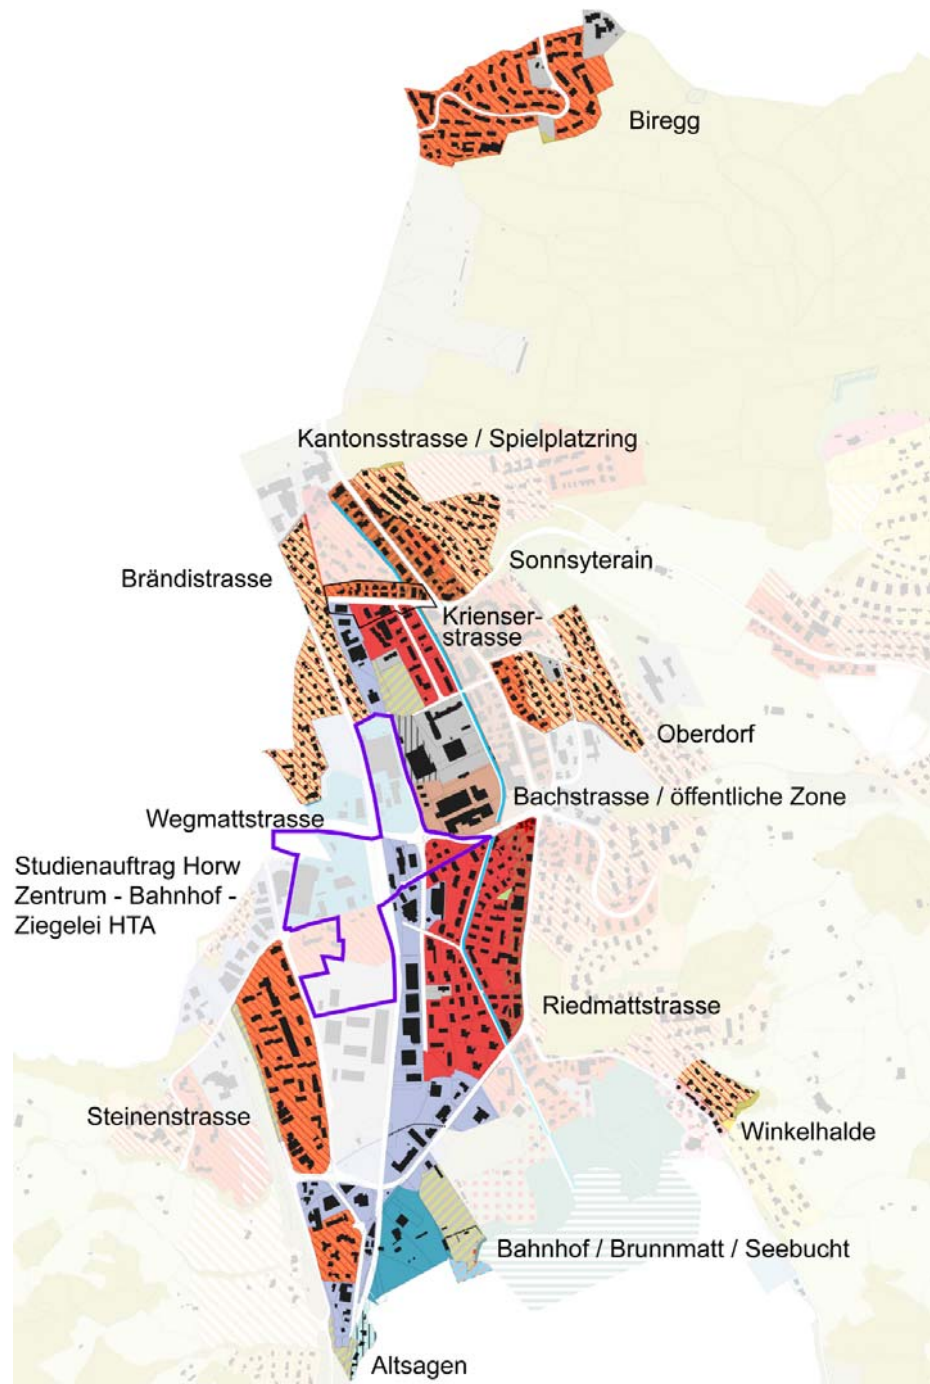 Biregg
Kantonsstrasse / Spielplatzring
Sonnsyterain
Brändistrasse
Krienser-
strasse
Oberdorf
Bachstrasse / öffentliche Zone
Wegmattstrasse
Studienauftrag Horw
Zentrum - Bahnhof -
Ziegelei HTA
Riedmattstrasse
Steinenstrasse
Winkelhalde
Bahnhof / Brunnmatt / Seebucht
Altsagen